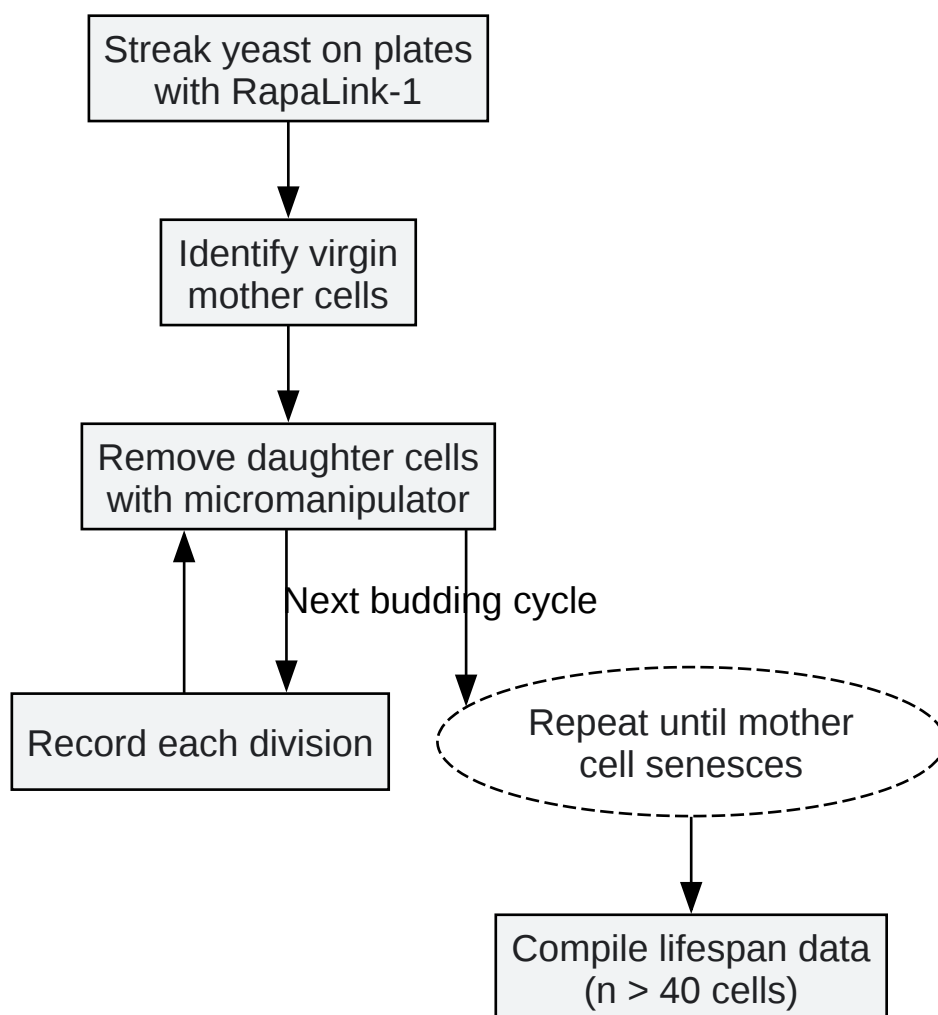 Streak yeast on plates
with RapaLink-1
Identify virgin
mother cells
Remove daughter cells
with micromanipulator
Next budding cycle
Record each division
Repeat until mother
cell senesces
Compile lifespan data
(n > 40 cells)